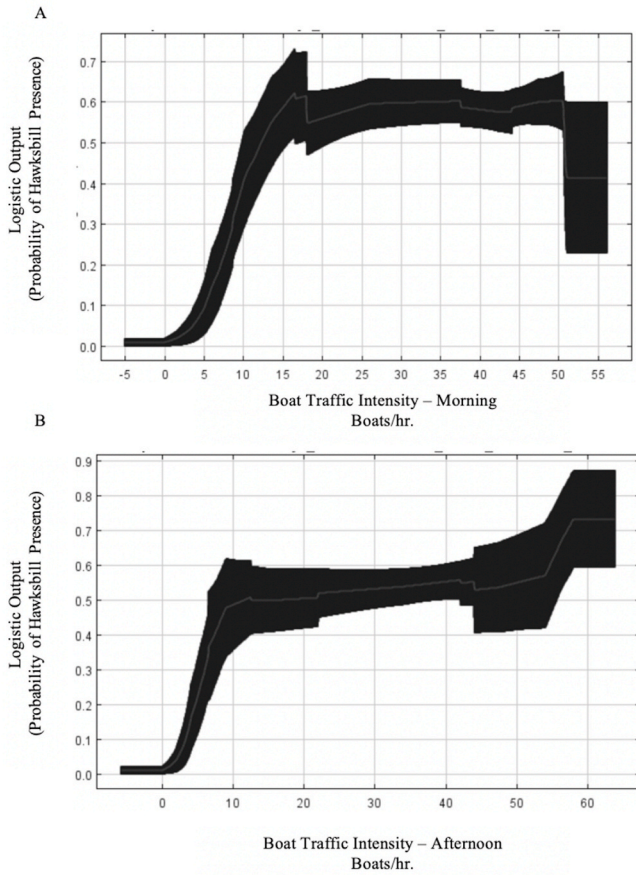 A
Logistic Output
(Probability of Hawksbill Presence)
0.7
0.6
0.5
0.4
0.3
0.2
0.1
0.0
-5 0 5 10 15 20 25 30 35 40 45 50 55
Boat Traffic Intensity – Morning
Boats/hr.
B
Logistic Output
(Probability of Hawksbill Presence)
0.9
0.8
0.7
0.6
0.5
0.4
0.3
0.2
0.1
0.0
0 10 20 30 40 50 60
Boat Traffic Intensity – Afternoon
Boats/hr.